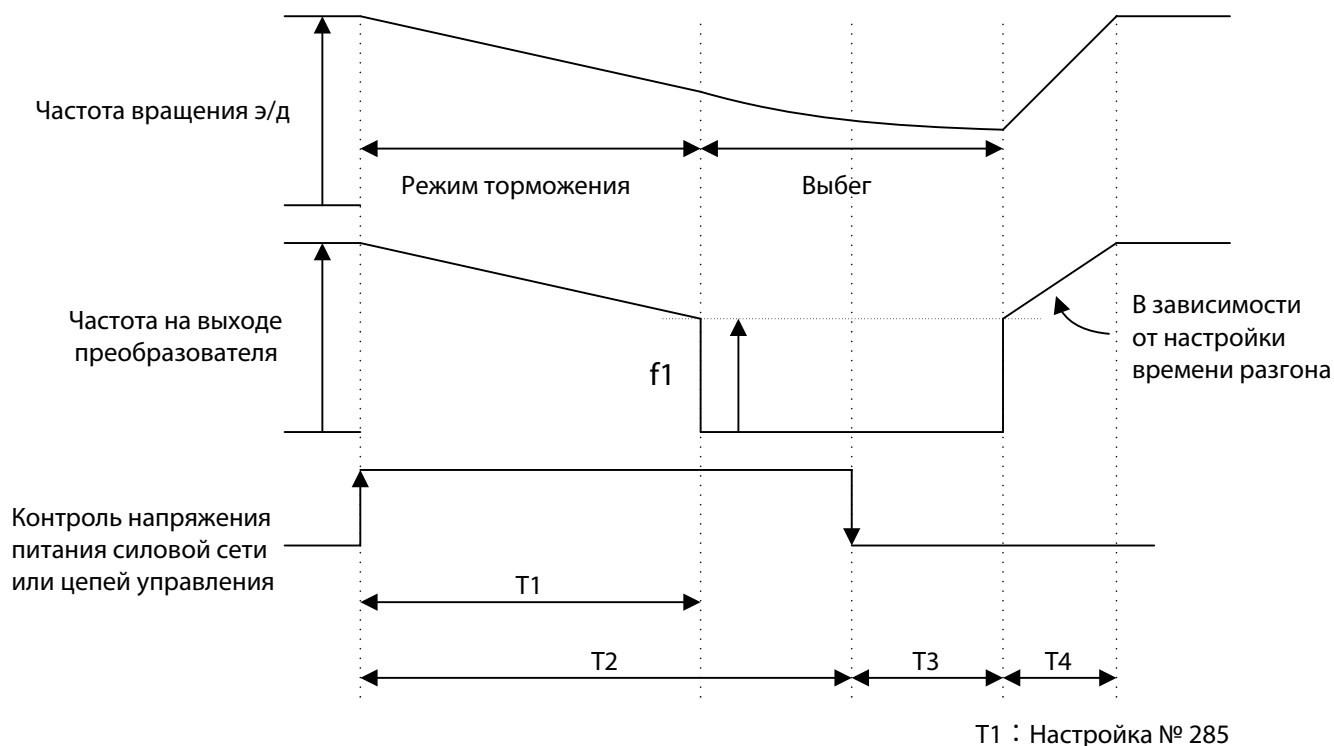 Частота вращения э/д
Режим торможения
Выбег
Частота на выходе
преобразователя
f1
В зависимости
от настройки
времени разгона
Контроль напряжения
питания силовой сети
или цепей управления
T1
T2
T3
T4
T1 : Настройка № 285